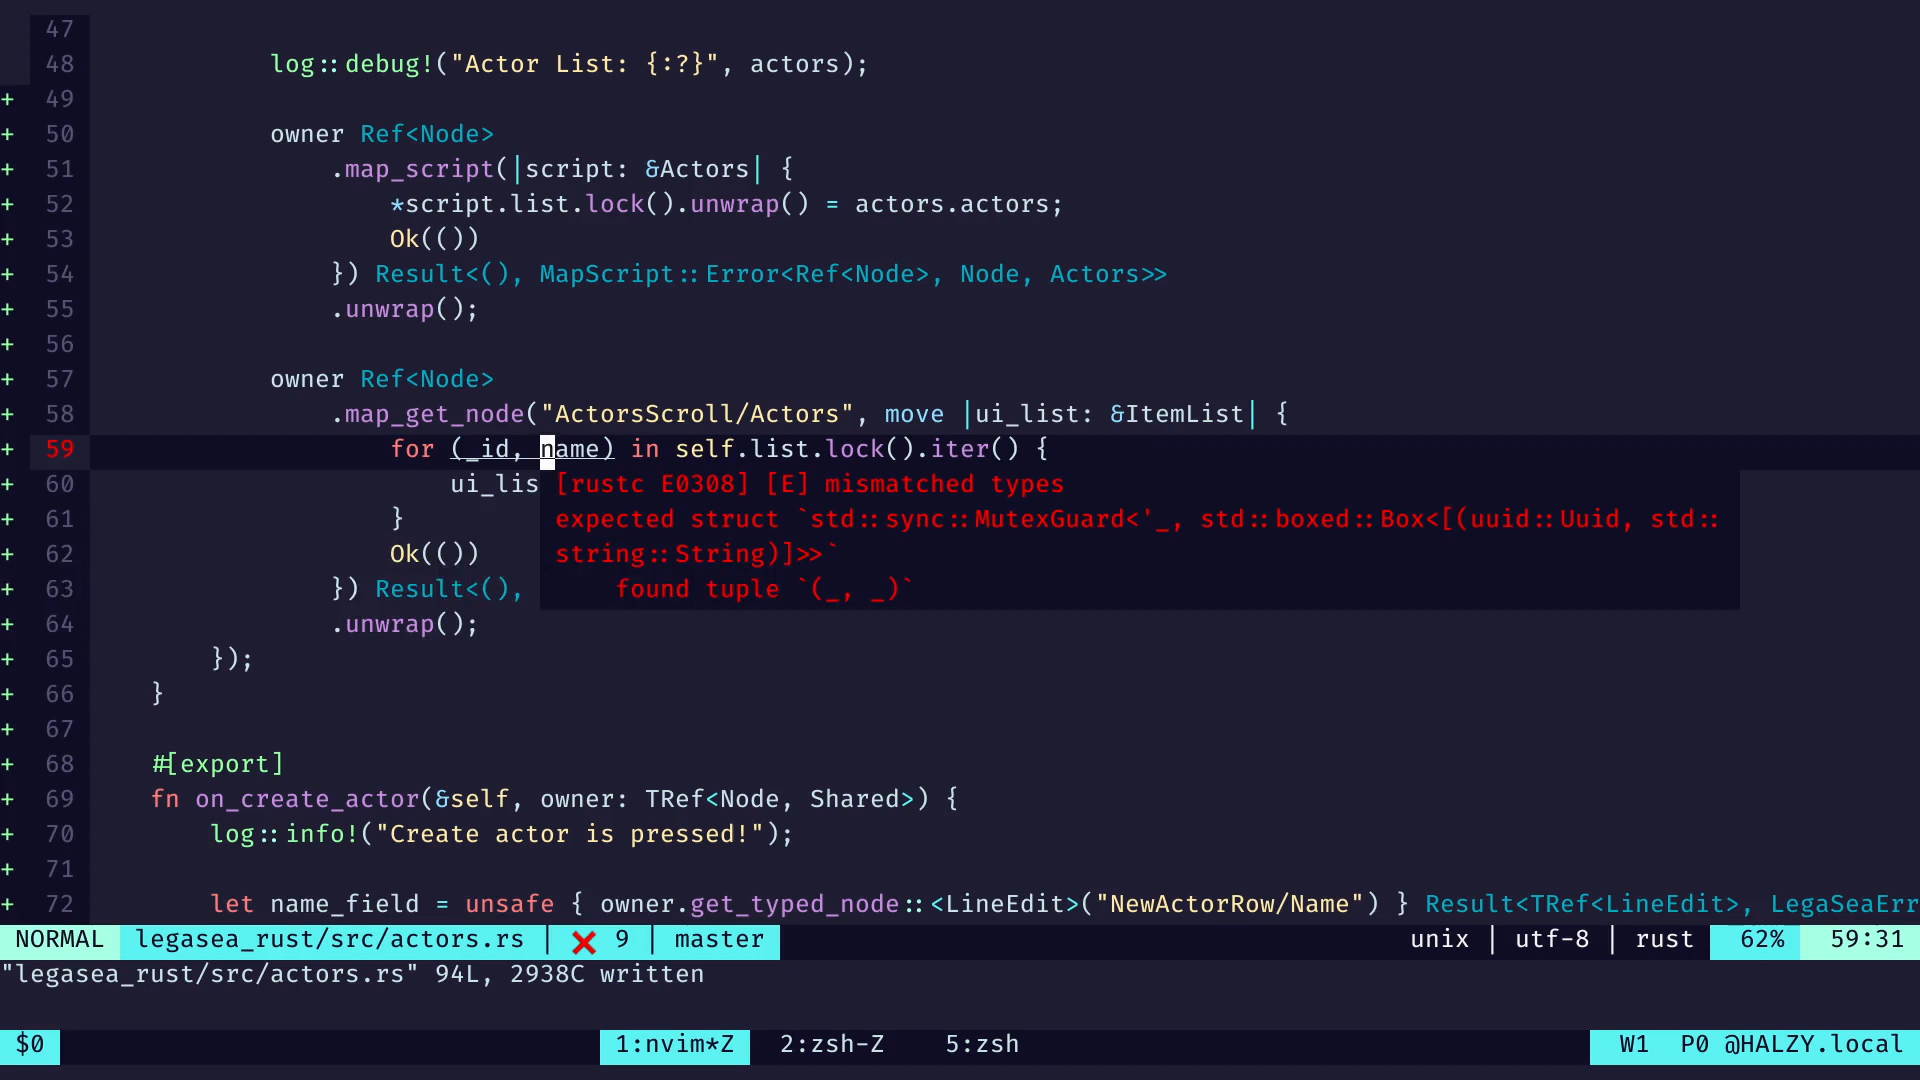 47
48 log::debug!("Actor List: {:?}", actors);
+ 49
+ 50 owner Ref<Node>
+ 51 .map_script(|script: &Actors| {
+ 52 *script.list.lock().unwrap() = actors.actors;
+ 53 Ok(())
+ 54 }) Result<(), MapScript::Error<Ref<Node>, Node, Actors>>
+ 55 .unwrap();
+ 56
+ 57 owner Ref<Node>
+ 58 .map_get_node("ActorsScroll/Actors", move |ui_list: &ItemList| {
+ 59 for (_id, name) in self.list.lock().iter() {
+ 60 ui_lis [rustc E0308] [E] mismatched types
+ 61 } expected struct `std::sync::MutexGuard<'_, std::boxed::Box<[(uuid::Uuid, std::
+ 62 Ok(()) string::String)]>>`
+ 63 }) Result<(), found tuple `(_, _)`
+ 64 .unwrap();
+ 65 });
+ 66 }
+ 67
+ 68 #[export]
+ 69 fn on_create_actor(&self, owner: TRef<Node, Shared>) {
+ 70 log::info!("Create actor is pressed!");
+ 71
+ 72 let name_field = unsafe { owner.get_typed_node::<LineEdit>("NewActorRow/Name") } Result<TRef<LineEdit>, LegaSeaErr
NORMAL legasea_rust/src/actors.rs | ❌ 9 | master unix | utf-8 | rust 62% 59:31
"legasea_rust/src/actors.rs" 94L, 2938C written
$0 1:nvim*Z 2:zsh-Z 5:zsh W1 P0 @HALZY.local